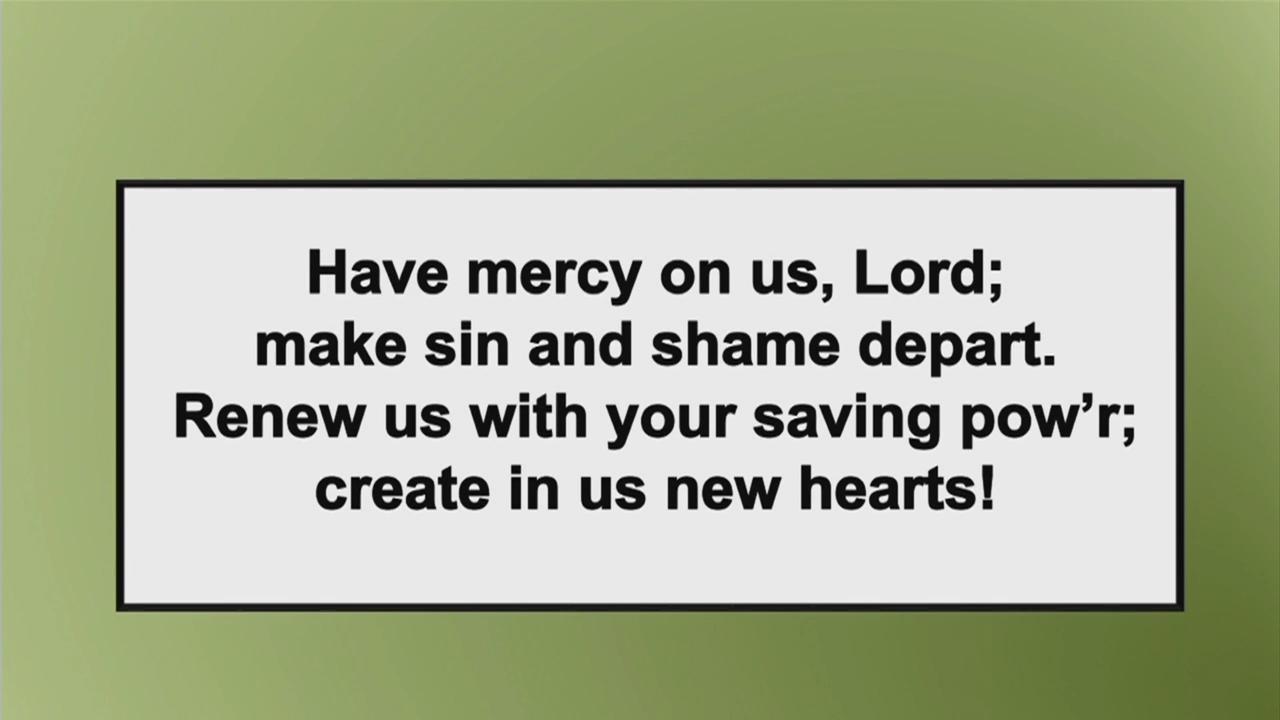 Have mercy on us, Lord;
make sin and shame depart.
Renew us with your saving pow’r;
create in us new hearts!